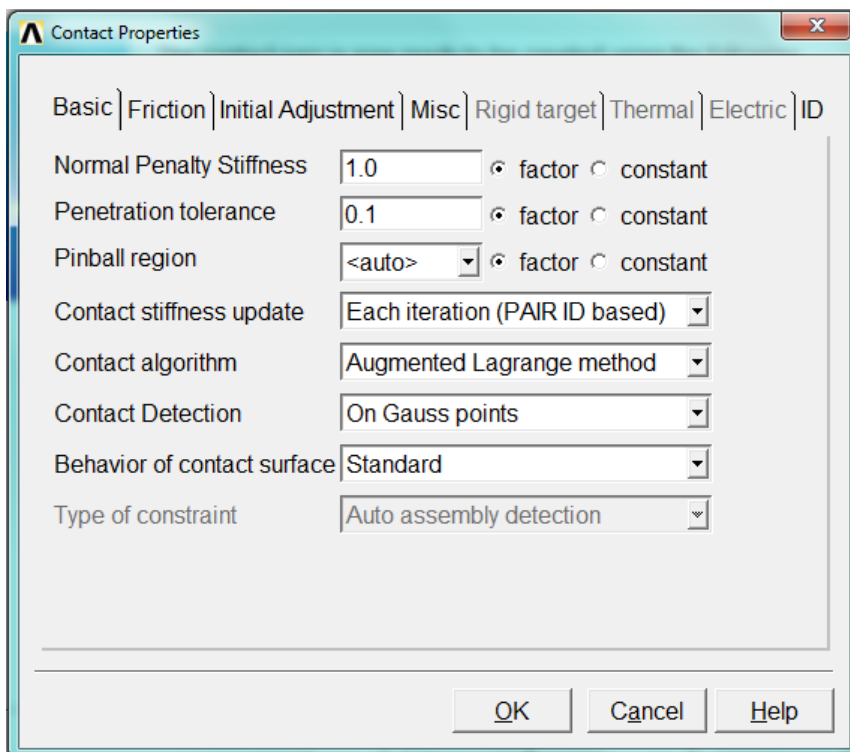 Contact Properties
Basic Friction Initial Adjustment Misc Rigid target Thermal Electric ID
Normal Penalty Stiffness 1.0 factor constant
Penetration tolerance 0.1 factor constant
Pinball region <auto> factor constant
Contact stiffness update Each iteration (PAIR ID based)
Contact algorithm Augmented Lagrange method
Contact Detection On Gauss points
Behavior of contact surface Standard
Type of constraint Auto assembly detection
OK Cancel Help